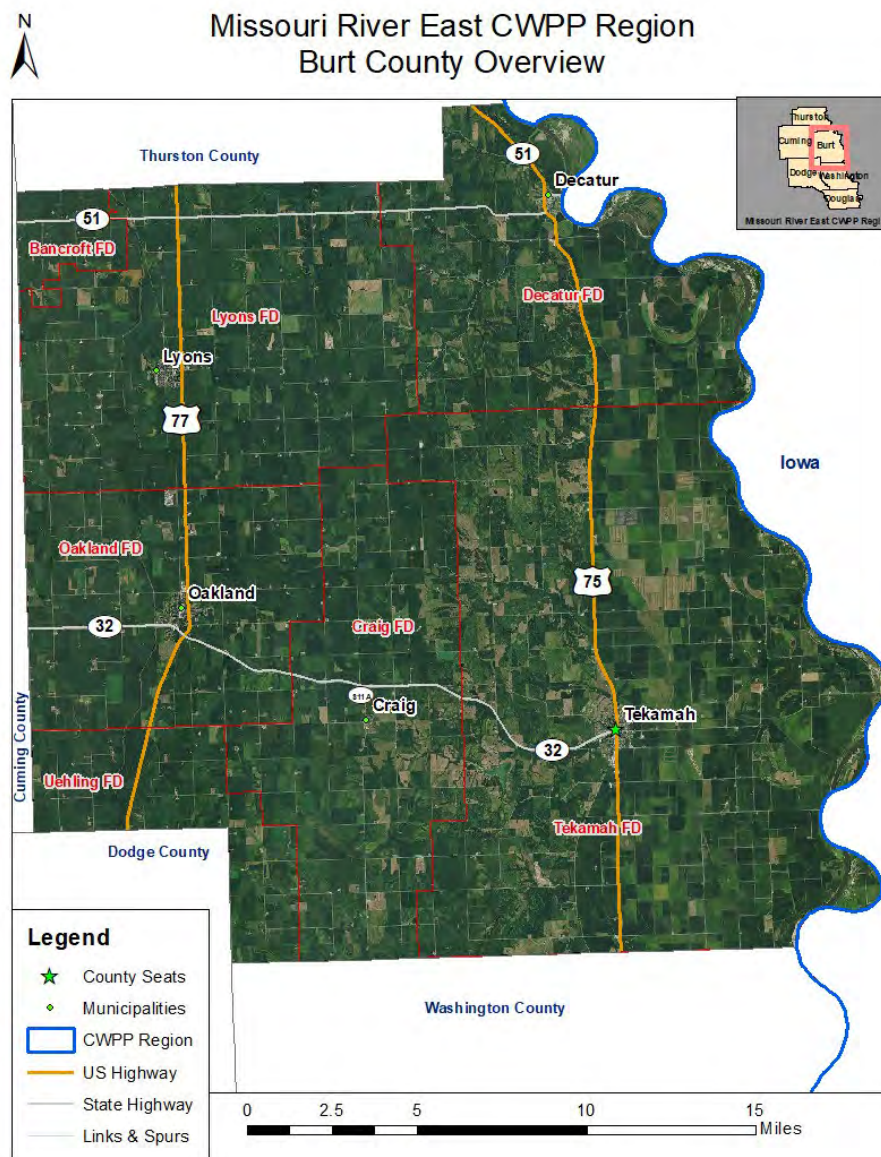 N
Missouri River East CWPP Region
Burt County Overview
Thurston
Cuming
Burt
Dodge
Washington
Douglas
Missouri River East CWPP Regi
Thurston County
51
Decatur
51
Bancroft FD
Lyons FD
Decatur FD
Lyons
77
Iowa
Oakland FD
75
Oakland
32
Craig FD
S11A
Craig
Tekamah
32
Cuming County
Uehling FD
Tekamah FD
Dodge County
Washington County
Legend
County Seats
Municipalities
CWPP Region
US Highway
State Highway
Links & Spurs
0 2.5 5 10 15
Miles